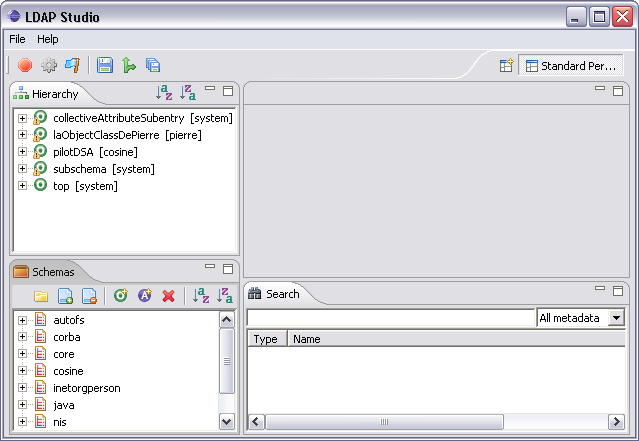 LDAP Studio
File Help
Standard Per...
Hierarchy
collectiveAttributeSubentry [system]
laObjectClassDePierre [pierre]
pilotDSA [cosine]
subschema [system]
top [system]
Schemas
autofs
corba
core
cosine
inetorgperson
java
nis
Search
All metadata
Type Name